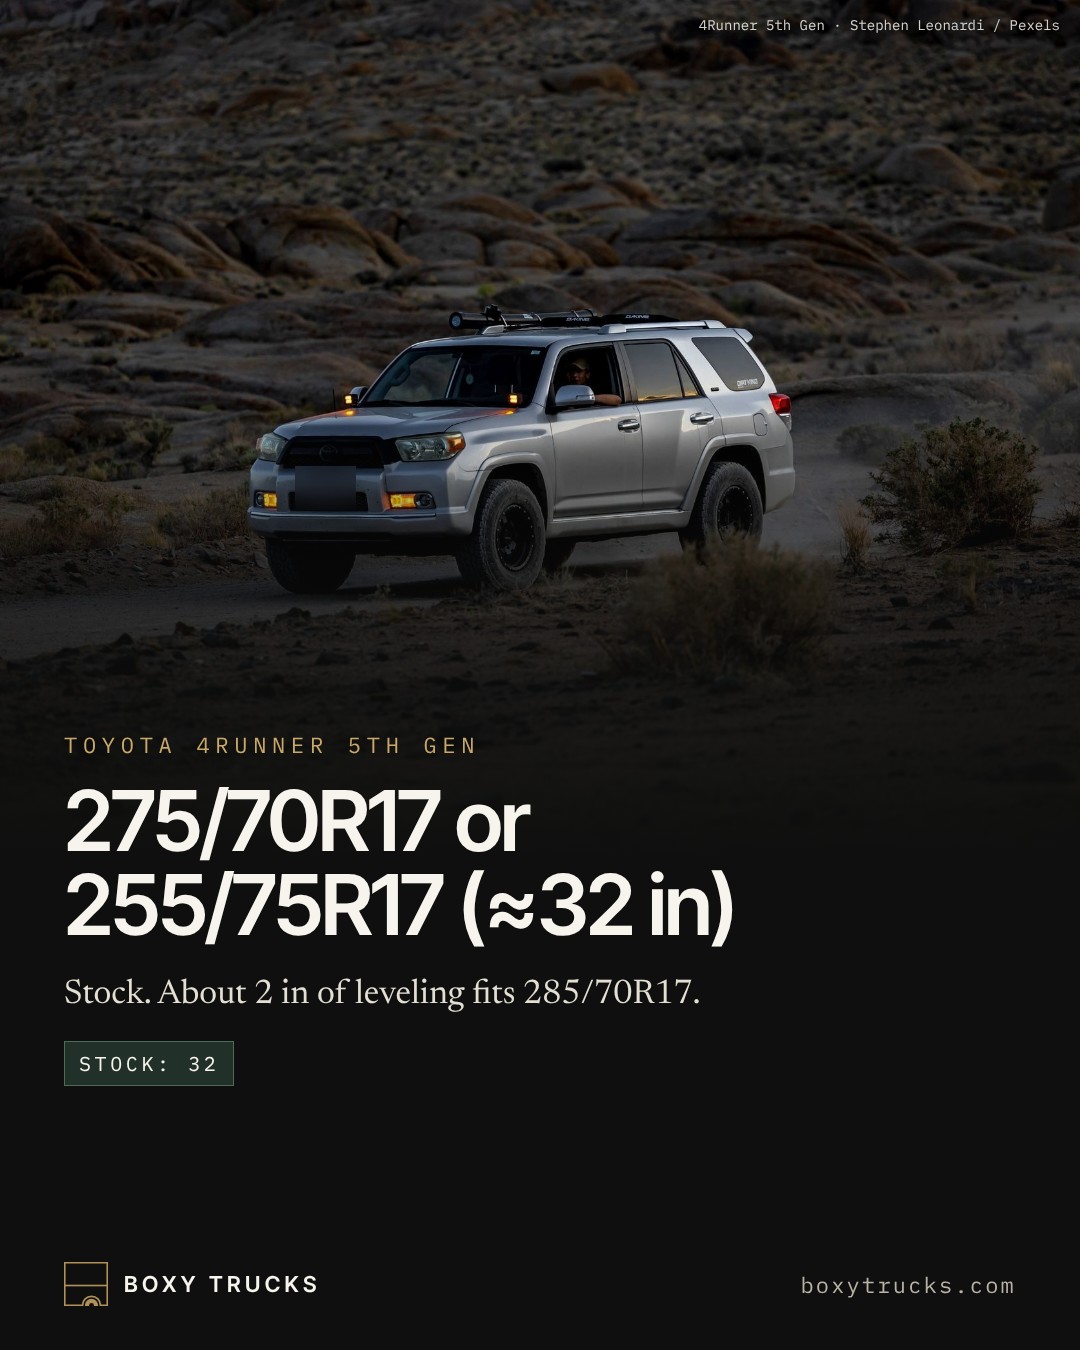 4Runner 5th Gen · Stephen Leonardi / Pexels
TOYOTA 4RUNNER 5TH GEN
275/70R17 or
255/75R17 (≈32 in)
Stock. About 2 in of leveling fits 285/70R17.
STOCK: 32
BOXY TRUCKS
boxytrucks.com